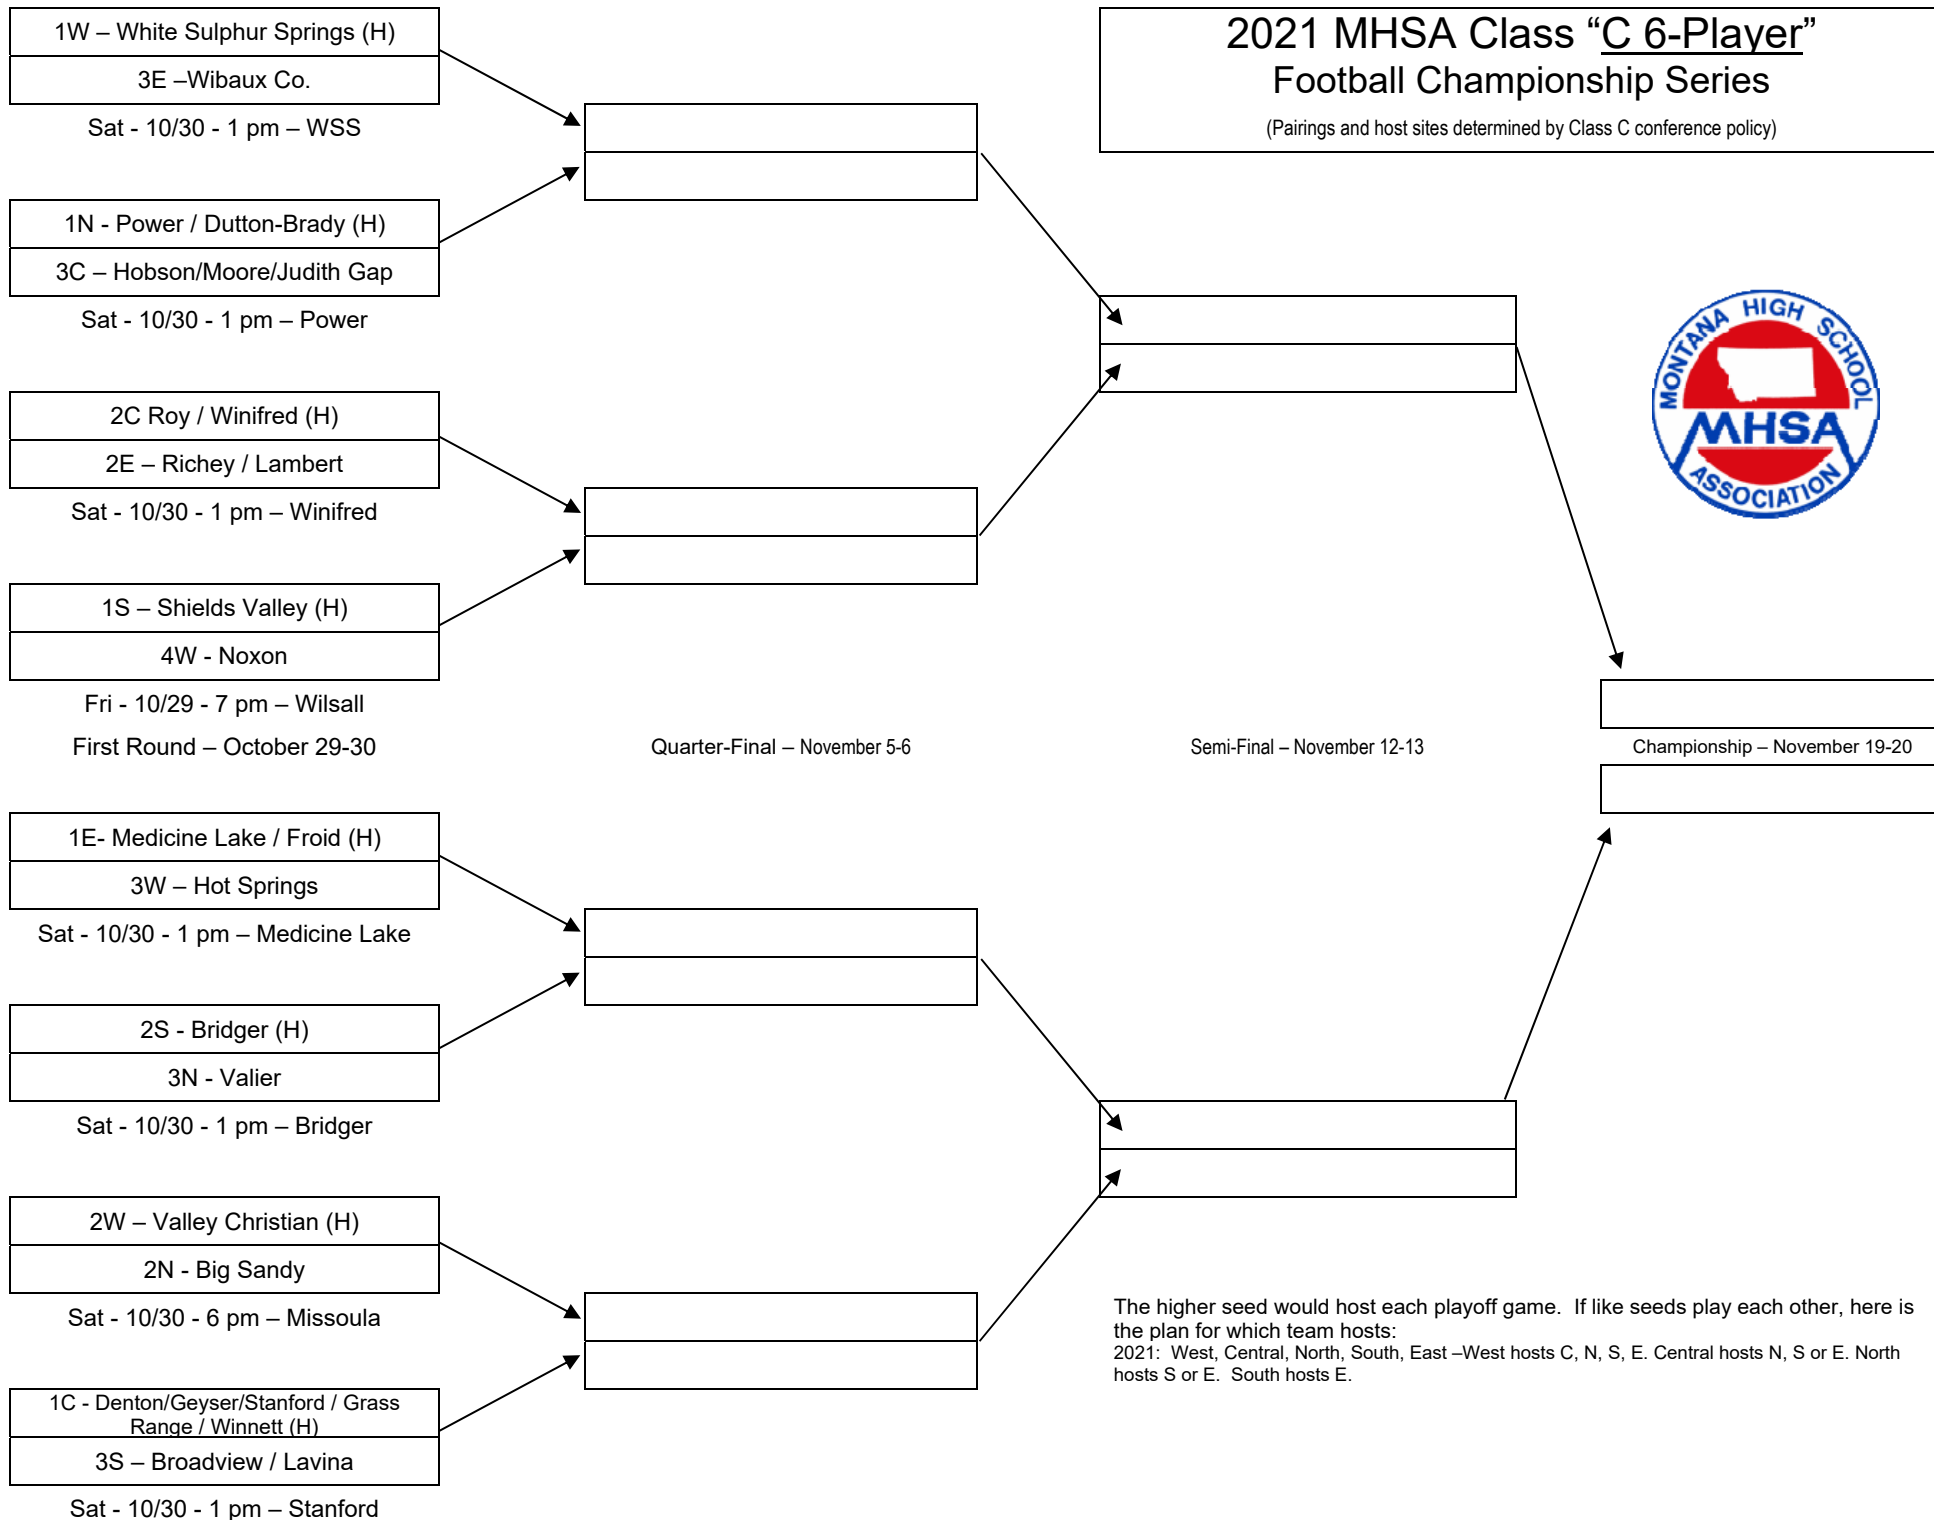 1W – White Sulphur Springs (H)
3E –Wibaux Co.
Sat - 10/30 - 1 pm – WSS
1N - Power / Dutton-Brady (H)
3C – Hobson/Moore/Judith Gap
Sat - 10/30 - 1 pm – Power
2C Roy / Winifred (H)
2E – Richey / Lambert
Sat - 10/30 - 1 pm – Winifred
1S – Shields Valley (H)
4W - Noxon
Fri - 10/29 - 7 pm – Wilsall
2021 MHSA Class “C 6-Player”
Football Championship Series
(Pairings and host sites determined by Class C conference policy)
MONTANA HIGH SCHOOL
MHSA
ASSOCIATION
First Round – October 29-30
Quarter-Final – November 5-6
Semi-Final – November 12-13
Championship – November 19-20
1E- Medicine Lake / Froid (H)
3W – Hot Springs
Sat - 10/30 - 1 pm – Medicine Lake
2S - Bridger (H)
3N - Valier
Sat - 10/30 - 1 pm – Bridger
2W – Valley Christian (H)
2N - Big Sandy
Sat - 10/30 - 6 pm – Missoula
1C - Denton/Geyser/Stanford / Grass
Range / Winnett (H)
3S – Broadview / Lavina
Sat - 10/30 - 1 pm – Stanford
The higher seed would host each playoff game.  If like seeds play each other, here is
the plan for which team hosts:
2021:  West, Central, North, South, East –West hosts C, N, S, E. Central hosts N, S or E. North
hosts S or E.  South hosts E.